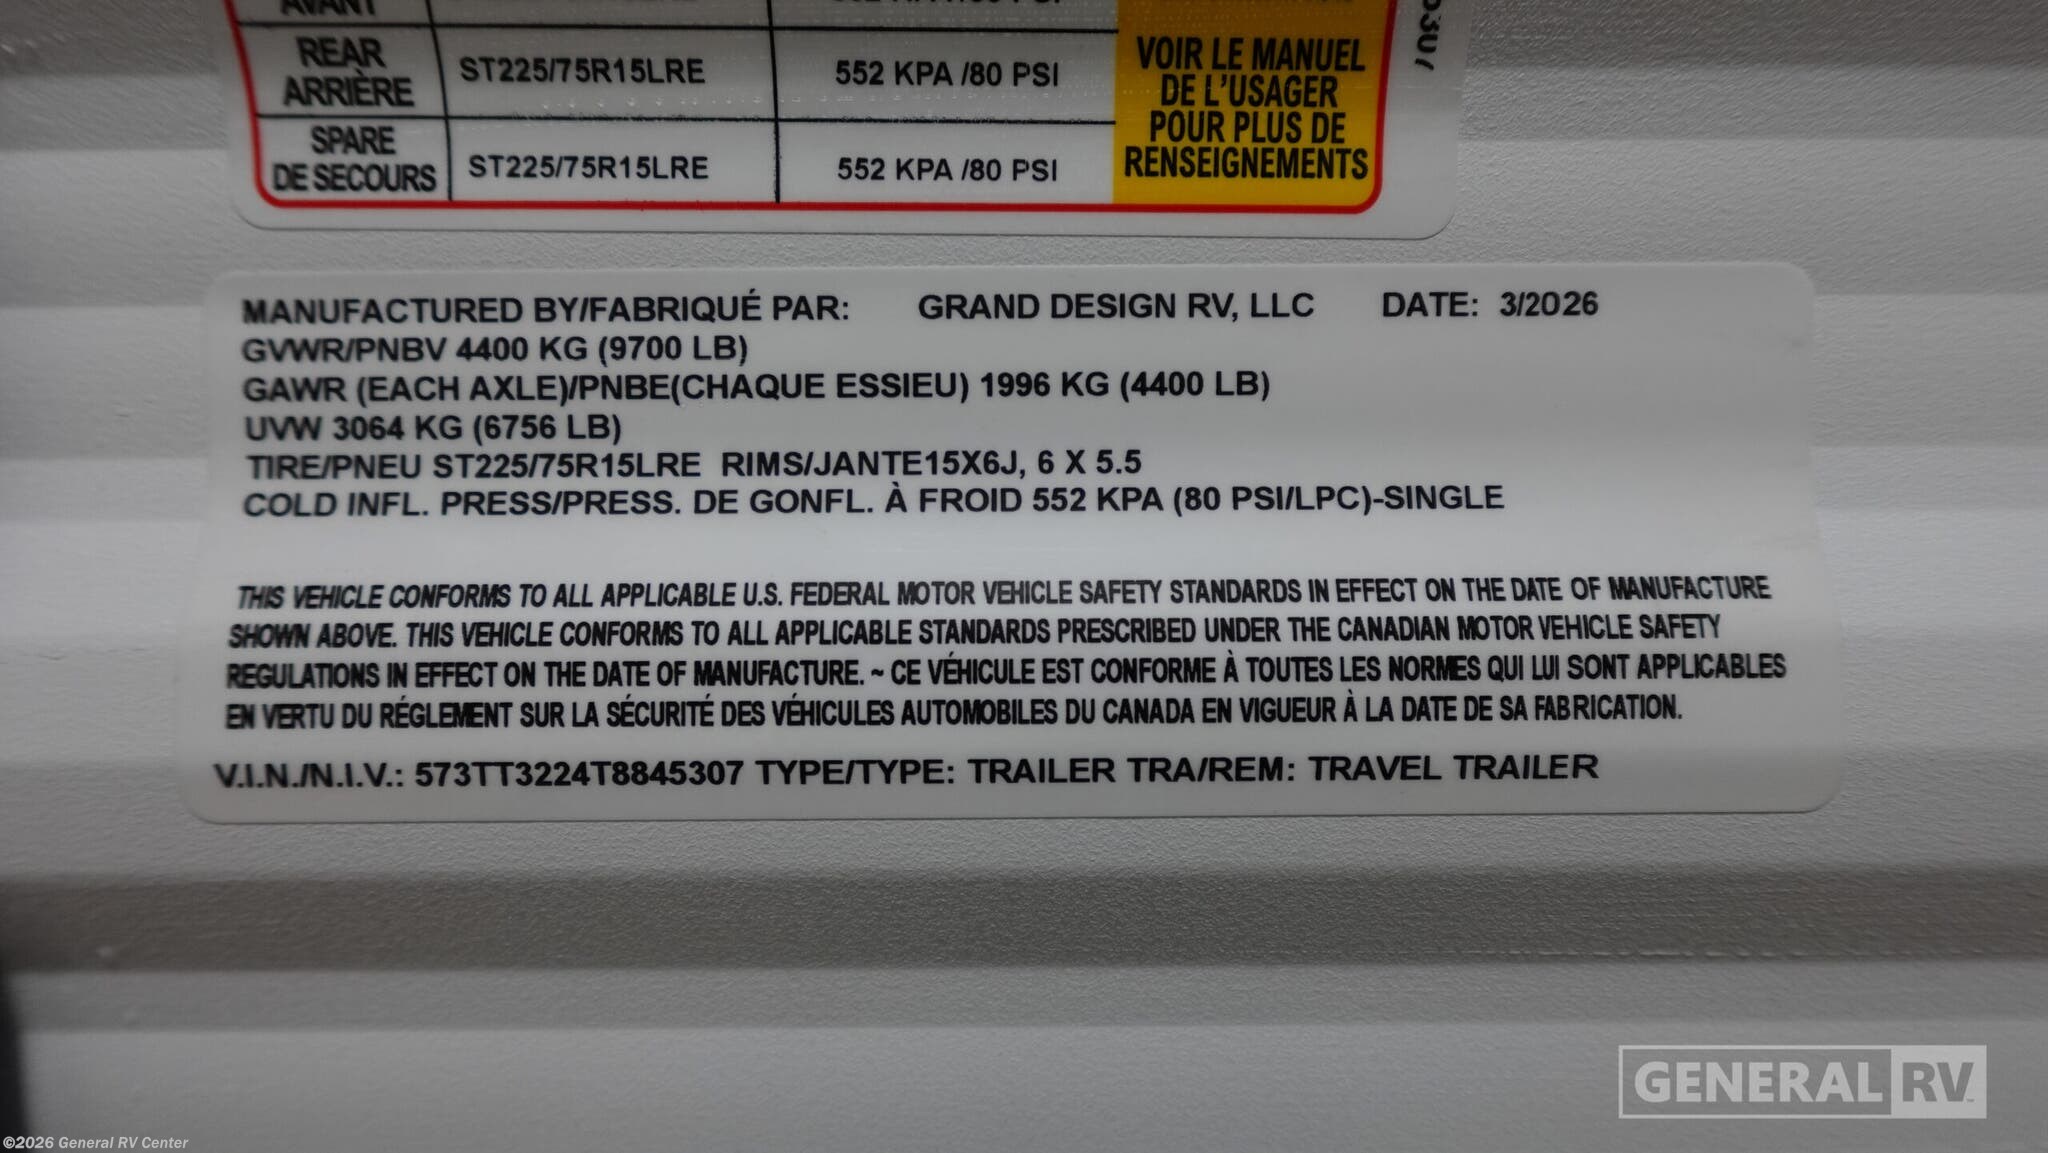 AVANT
REAR
ARRIÈRE
ST225/75R15LRE
552 KPA /80 PSI
SPARE
DE SECOURS
ST225/75R15LRE
552 KPA /80 PSI
VOIR LE MANUEL
DE L'USAGER
POUR PLUS DE
RENSEIGNEMENTS
MANUFACTURED BY/FABRIQUÉ PAR: GRAND DESIGN RV, LLC DATE: 3/2026
GVWR/PNBV 4400 KG (9700 LB)
GAWR (EACH AXLE)/PNBE(CHAQUE ESSIEU) 1996 KG (4400 LB)
UVW 3064 KG (6756 LB)
TIRE/PNEU ST225/75R15LRE RIMS/JANTE15X6J, 6 X 5.5
COLD INFL. PRESS/PRESS. DE GONFL. À FROID 552 KPA (80 PSI/LPC)-SINGLE
THIS VEHICLE CONFORMS TO ALL APPLICABLE U.S. FEDERAL MOTOR VEHICLE SAFETY STANDARDS IN EFFECT ON THE DATE OF MANUFACTURE
SHOWN ABOVE. THIS VEHICLE CONFORMS TO ALL APPLICABLE STANDARDS PRESCRIBED UNDER THE CANADIAN MOTOR VEHICLE SAFETY
REGULATIONS IN EFFECT ON THE DATE OF MANUFACTURE. ~ CE VÉHICULE EST CONFORME À TOUTES LES NORMES QUI LUI SONT APPLICABLES
EN VERTU DU RÉGLEMENT SUR LA SÉCURITÉ DES VÉHICULES AUTOMOBILES DU CANADA EN VIGUEUR À LA DATE DE SA FABRICATION.
V.I.N./N.I.V.: 573TT3224T8845307 TYPE/TYPE: TRAILER TRA/REM: TRAVEL TRAILER
GENERAL RV
©2026 General RV Center